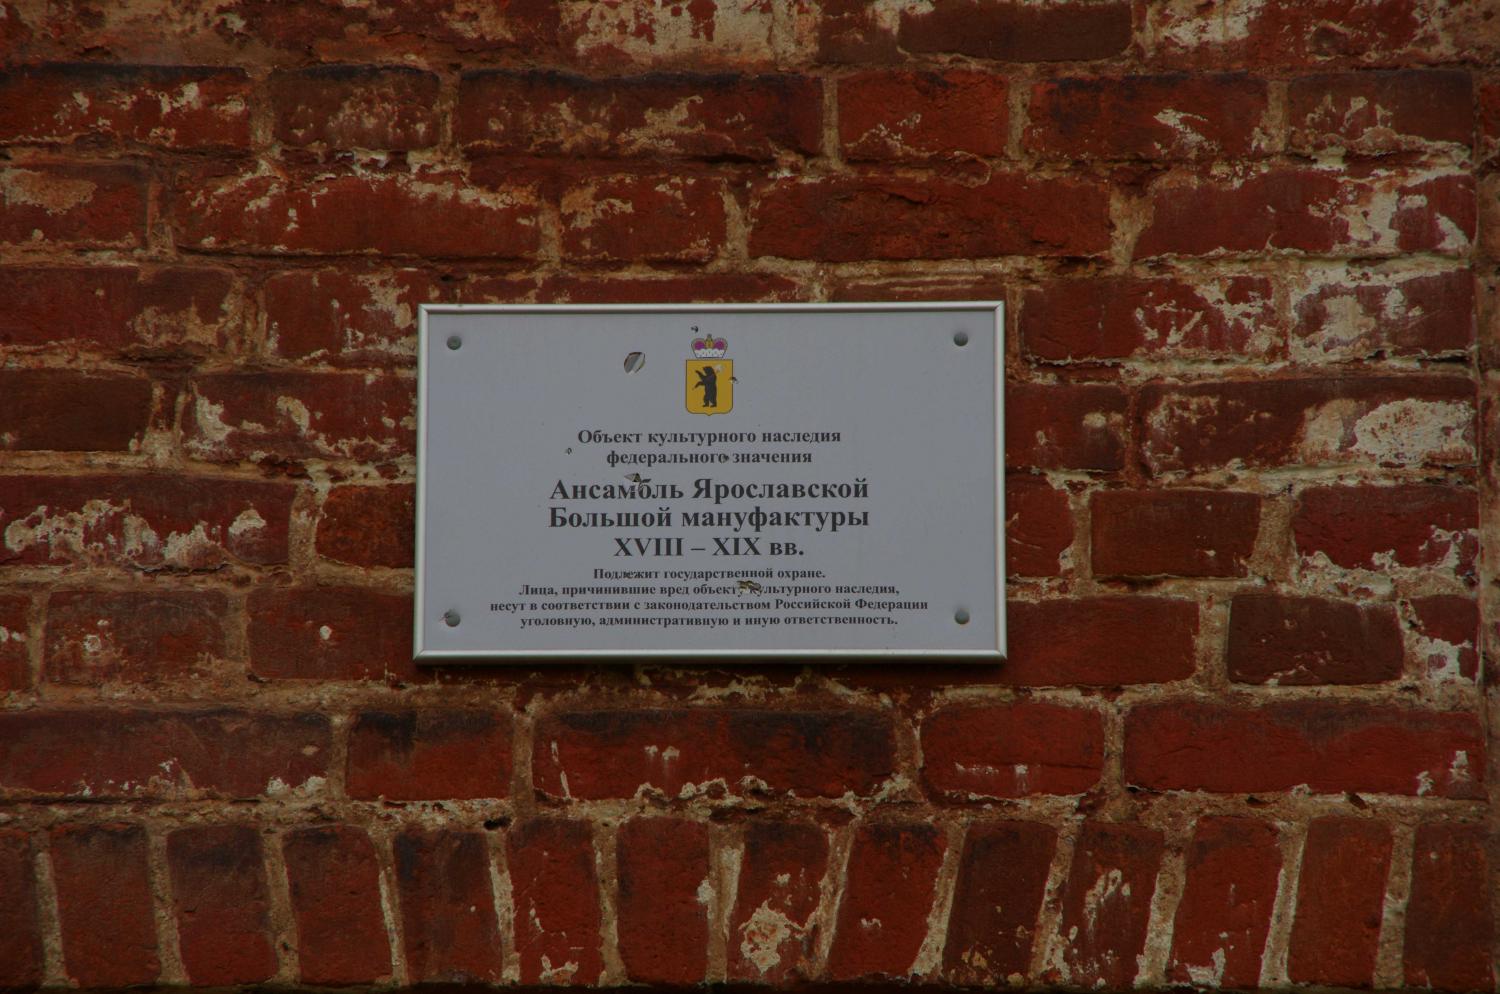 Объект культурного наследия
федерального значения
Ансамбль Ярославской
Большой мануфактуры
XVIII – XIX вв.
Подлежит государственной охране.
Лица, причинившие вред объекту культурного наследия,
несут в соответствии с законодательством Российской Федерации
уголовную, административную и иную ответственность.